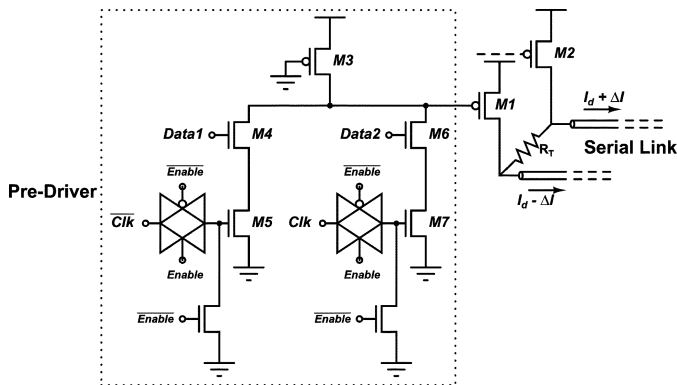 M3
M2
M1
I_d + ΔI
Data1
M4
Data2
M6
R_T
Serial Link
Enable̅
Enable̅
Pre-Driver
I_d - ΔI
Clk̅
M5
Clk
M7
Enable
Enable
Enable̅
Enable̅